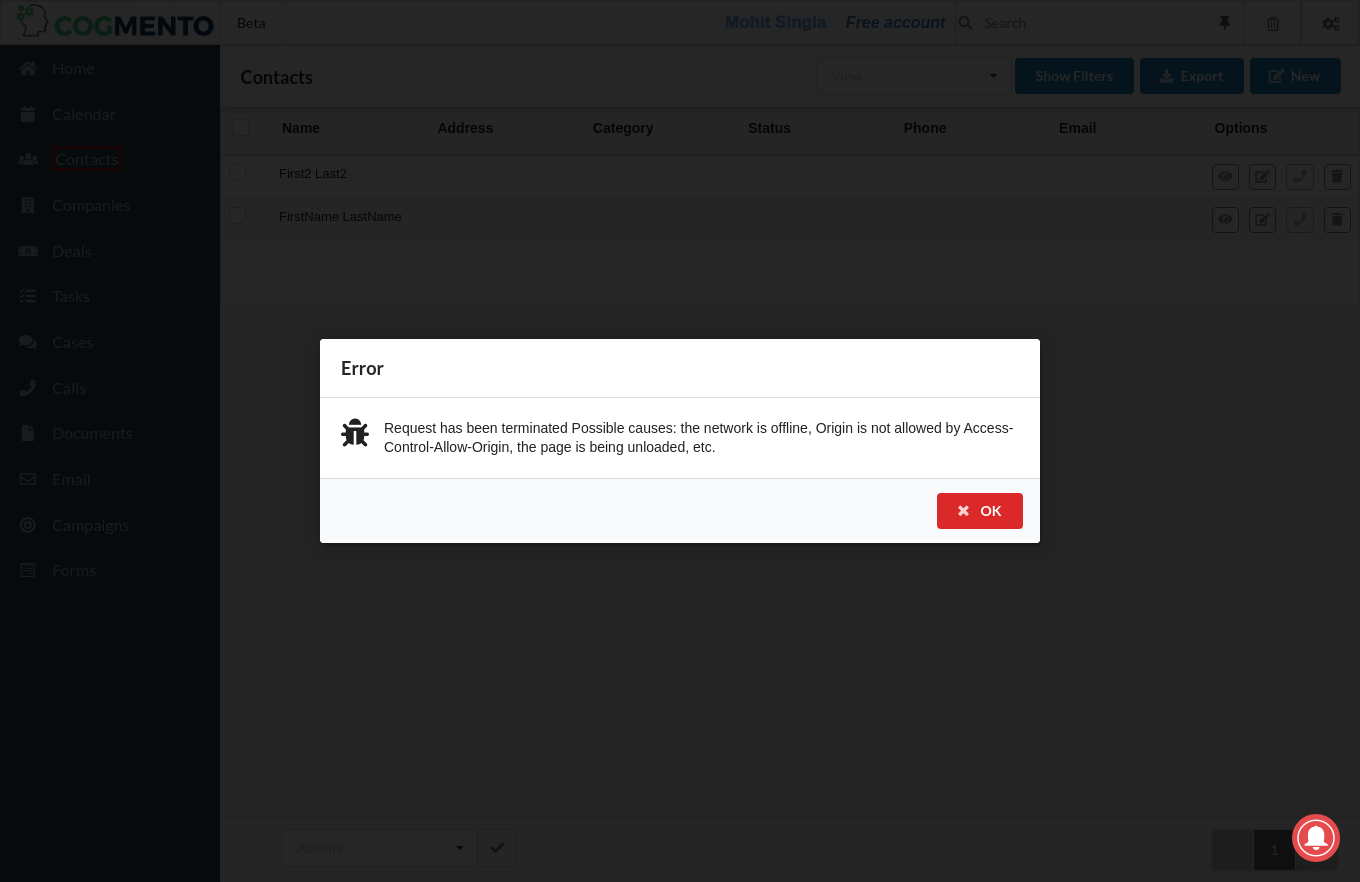 COGMENTO
Beta
Mohit Singla
Free account
Search
Home
Calendar
Contacts
Companies
Deals
Tasks
Cases
Calls
Documents
Email
Campaigns
Forms
Contacts
View
Show Filters
Export
New
Name Address Category Status Phone Email Options
First2 Last2
FirstName LastName
Error
Request has been terminated Possible causes: the network is offline, Origin is not allowed by Access-
Control-Allow-Origin, the page is being unloaded, etc.
OK
Actions
1